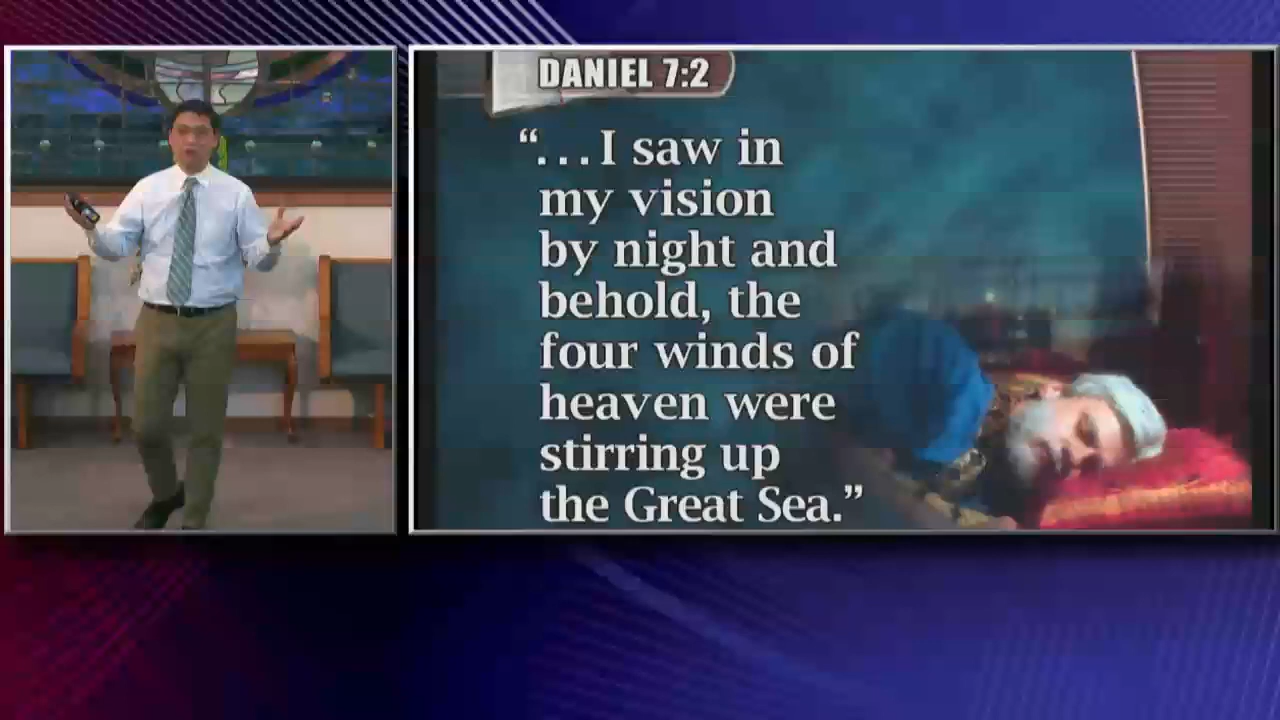 DANIEL 7:2
“...I saw in
my vision
by night and
behold, the
four winds of
heaven were
stirring up
the Great Sea.”